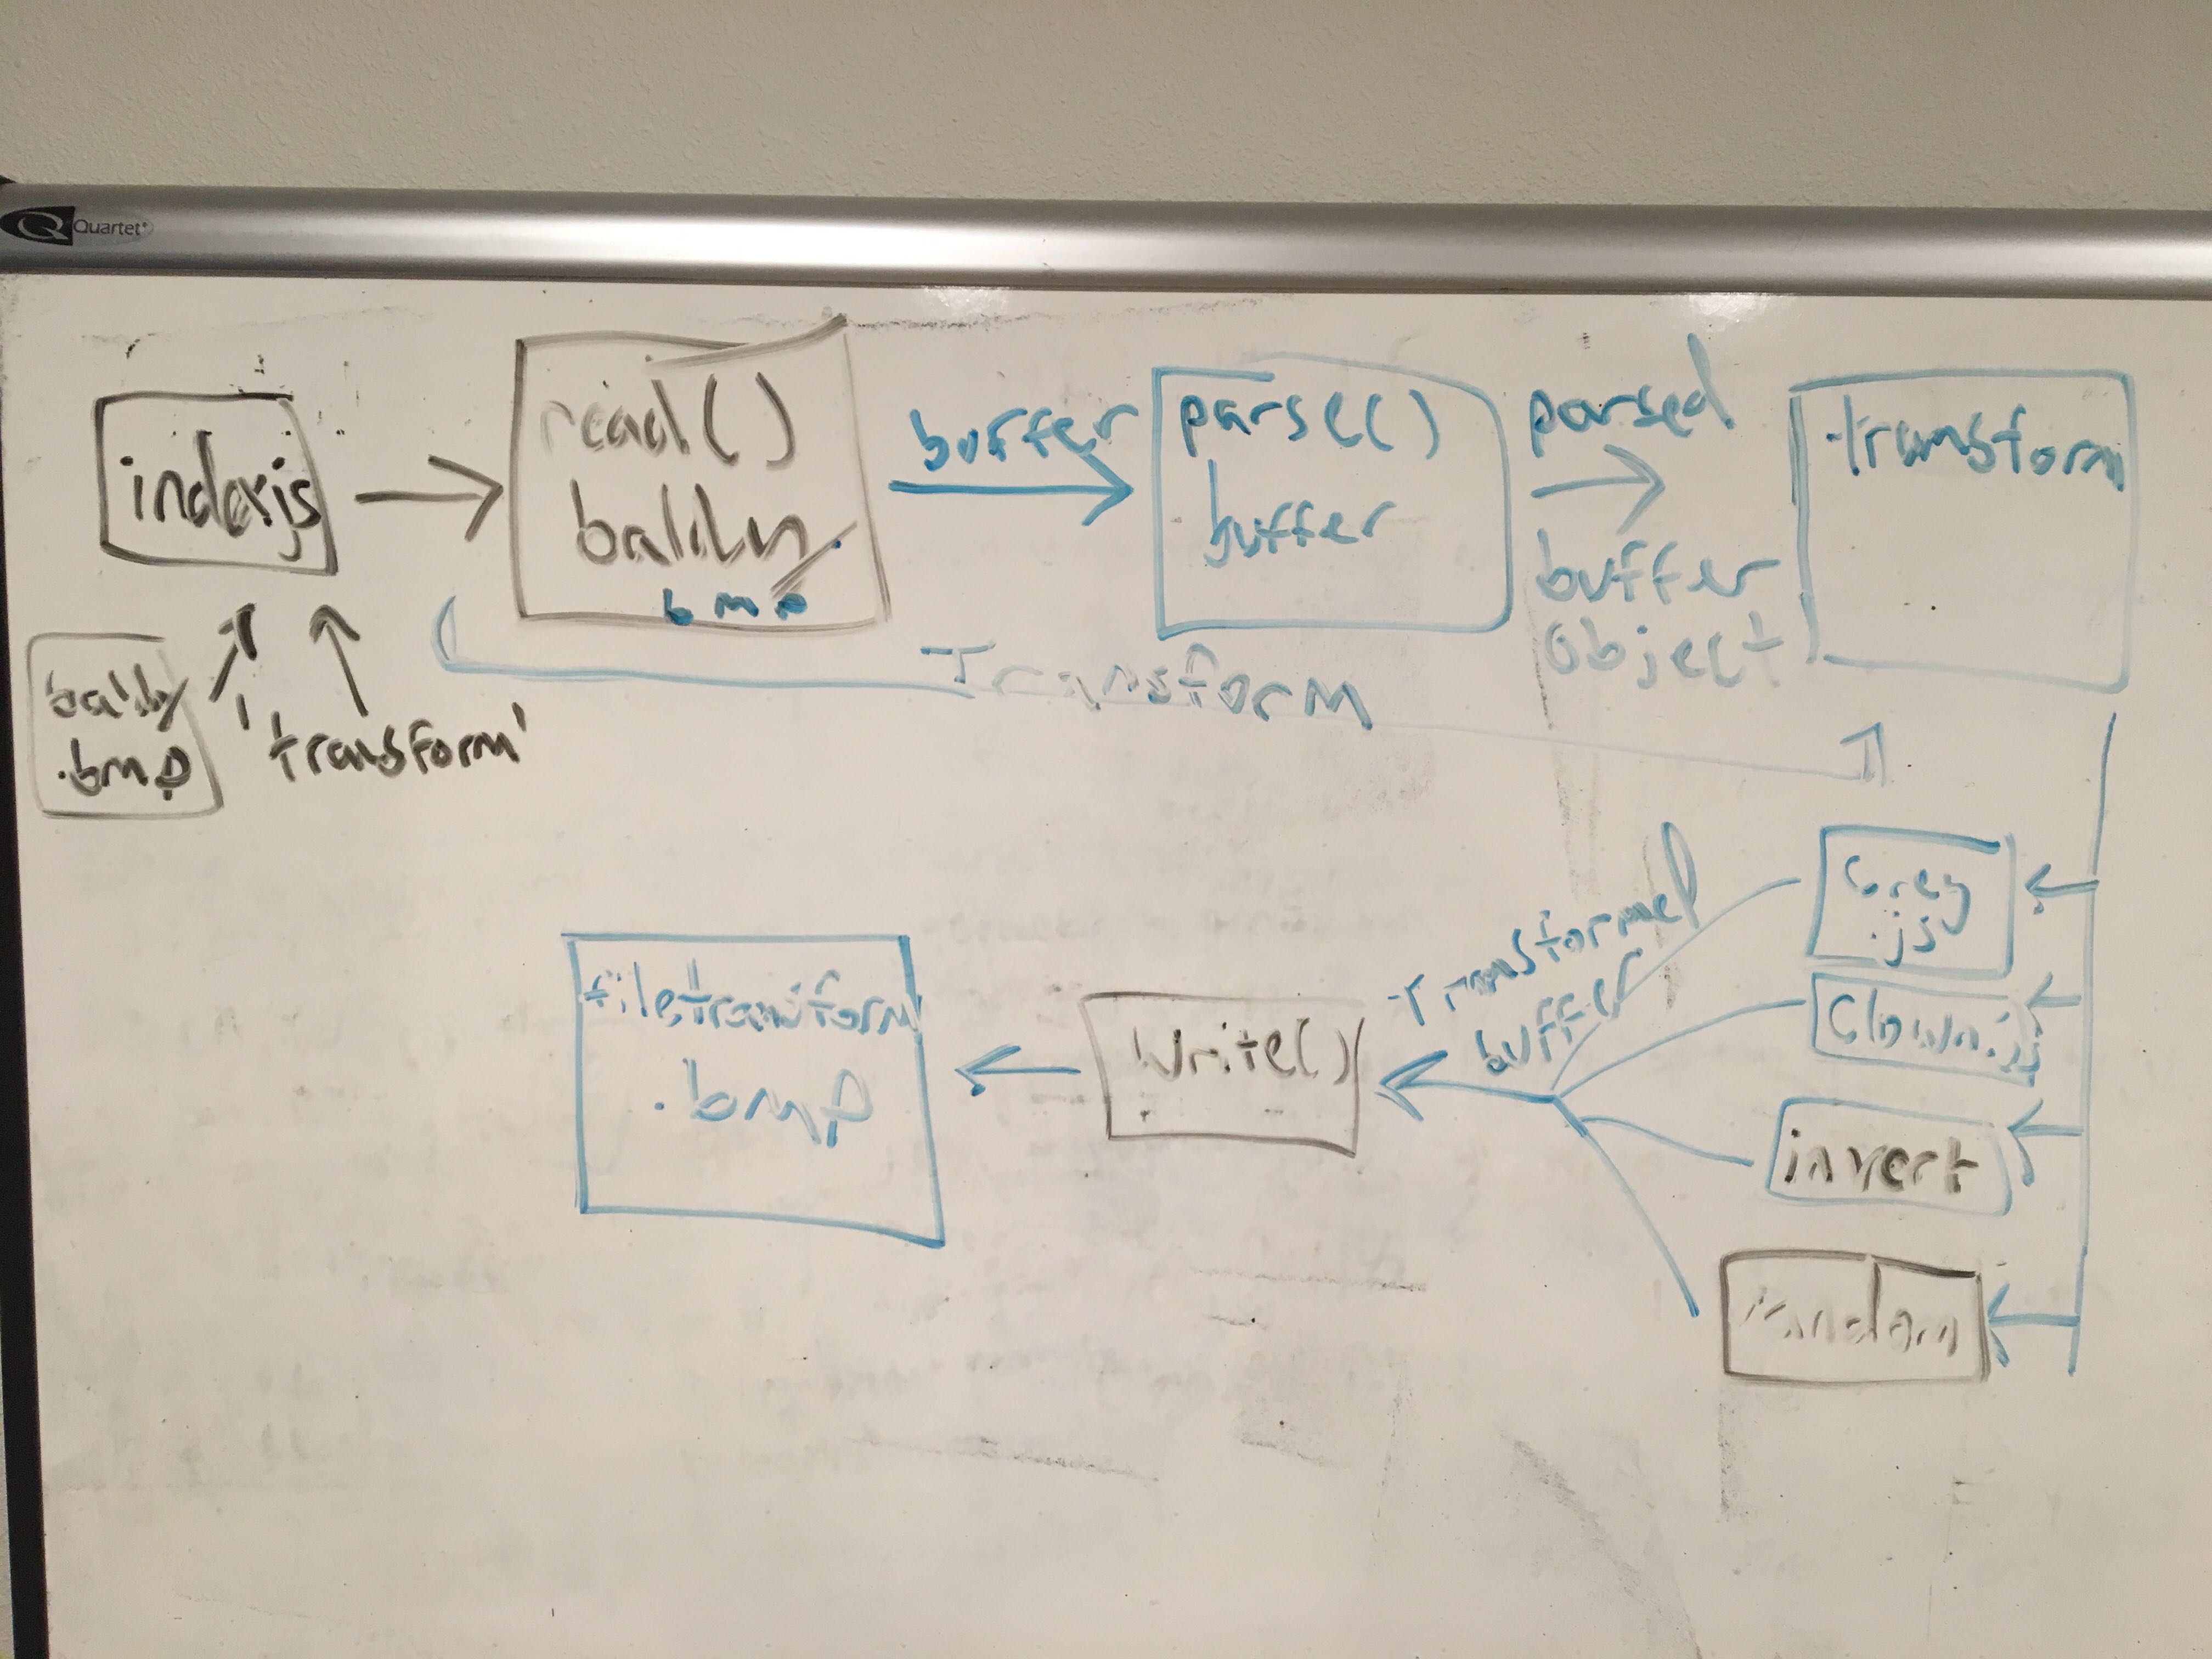 Quartet
index.js
read()
baldy.
bmp
buffer
parse()
buffer
parsed
buffer
Object
transform
baldy
.bmp
'transform'
Transform
Grey
.js
Clown.js
invert
random
Transformed
buffer
Write()
filetransform
.bmp